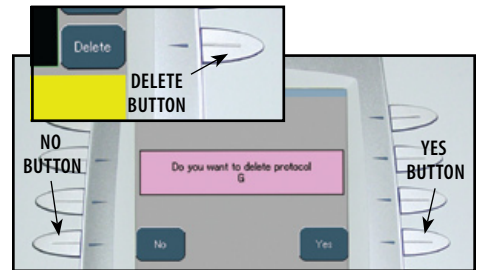 Delete
DELETE
BUTTON
NO
BUTTON
YES
BUTTON
Do you want to delete protocol
G
No
Yes